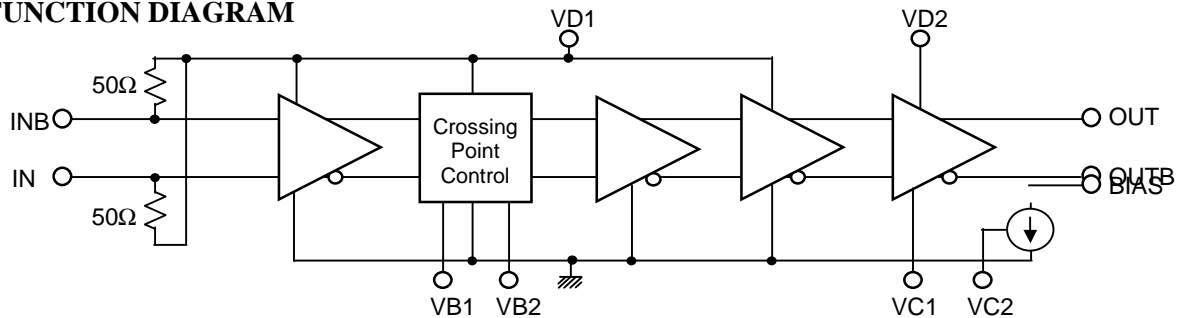 FUNCTION DIAGRAM
VD1
VD2
50Ω
INB
Crossing
Point
Control
OUT
IN
OUTB
BIAS
50Ω
VB1
VB2
VC1
VC2